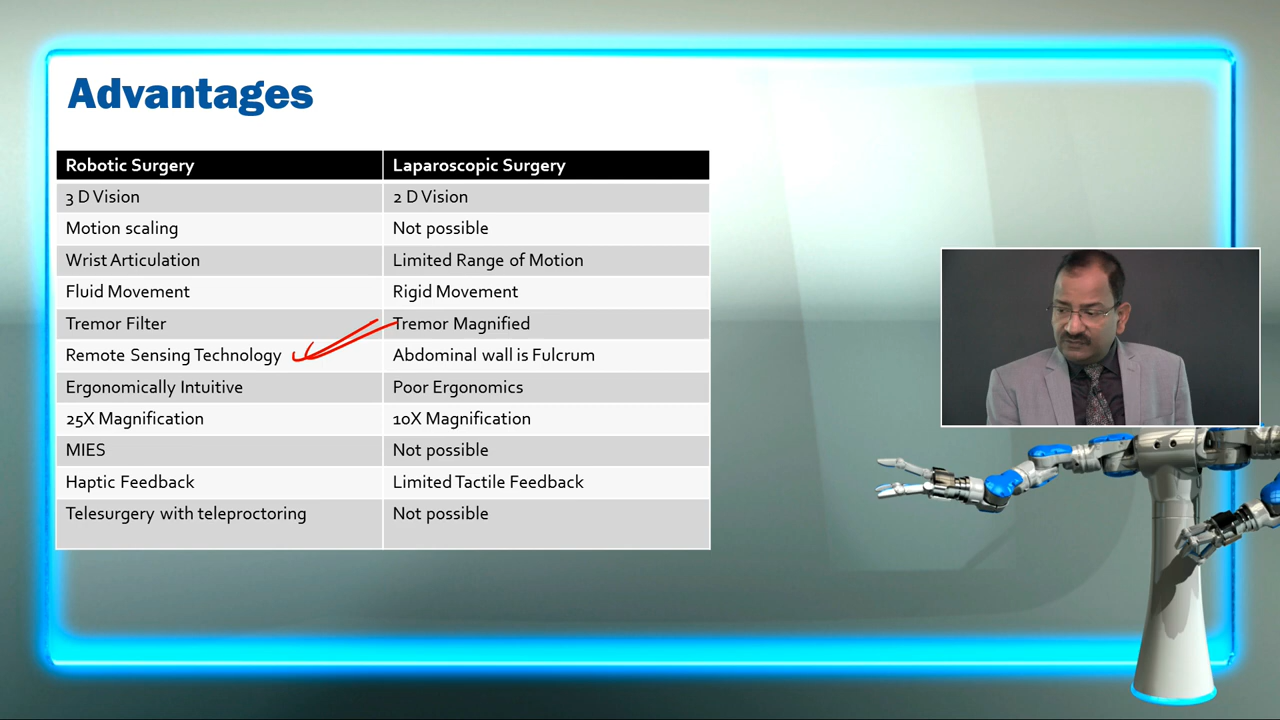 Advantages
Robotic Surgery Laparoscopic Surgery
3 D Vision 2 D Vision
Motion scaling Not possible
Wrist Articulation Limited Range of Motion
Fluid Movement Rigid Movement
Tremor Filter Tremor Magnified
Remote Sensing Technology Abdominal wall is Fulcrum
Ergonomically Intuitive Poor Ergonomics
25X Magnification 10X Magnification
MIES Not possible
Haptic Feedback Limited Tactile Feedback
Telesurgery with teleproctoring Not possible